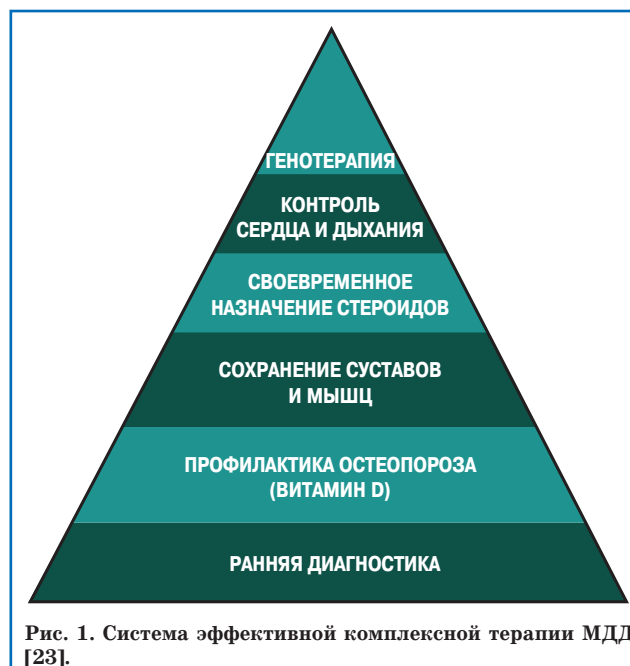 ГЕНОТЕРАПИЯ
КОНТРОЛЬ
СЕРДЦА И ДЫХАНИЯ
СВОЕВРЕМЕННОЕ
НАЗНАЧЕНИЕ СТЕРОИДОВ
СОХРАНЕНИЕ СУСТАВОВ
И МЫШЦ
ПРОФИЛАКТИКА ОСТЕОПОРОЗА
(ВИТАМИН D)
РАННЯЯ ДИАГНОСТИКА
Рис. 1. Система эффективной комплексной терапии МДД
[23].